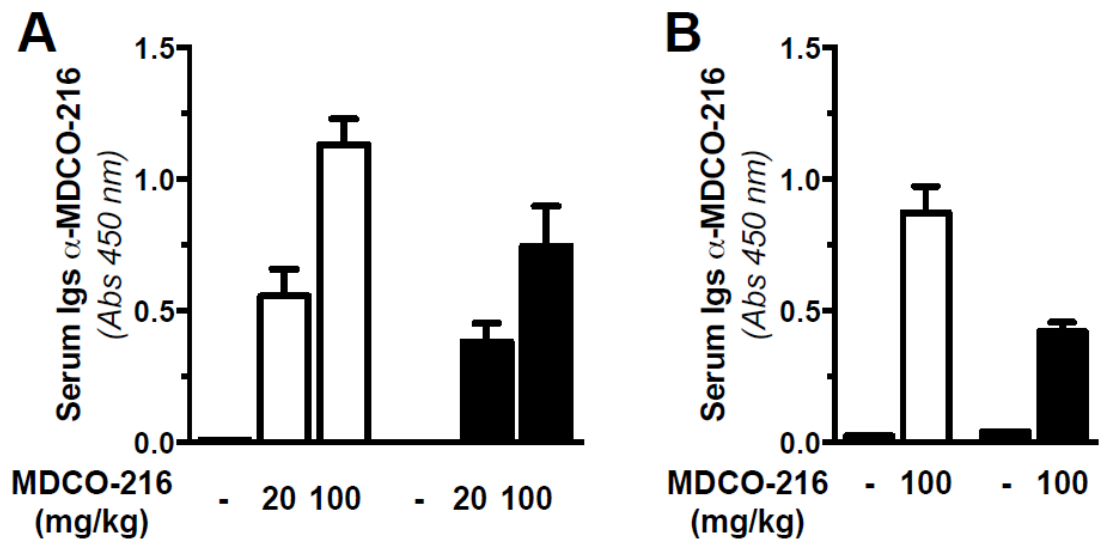 A
Serum Igs α-MDCO-216
(Abs 450 nm)
1.5
1.0
0.5
0.0
MDCO-216 - 20 100 - 20 100
(mg/kg)
B
Serum Igs α-MDCO-216
(Abs 450 nm)
1.5
1.0
0.5
0.0
MDCO-216 - 100 - 100
(mg/kg)